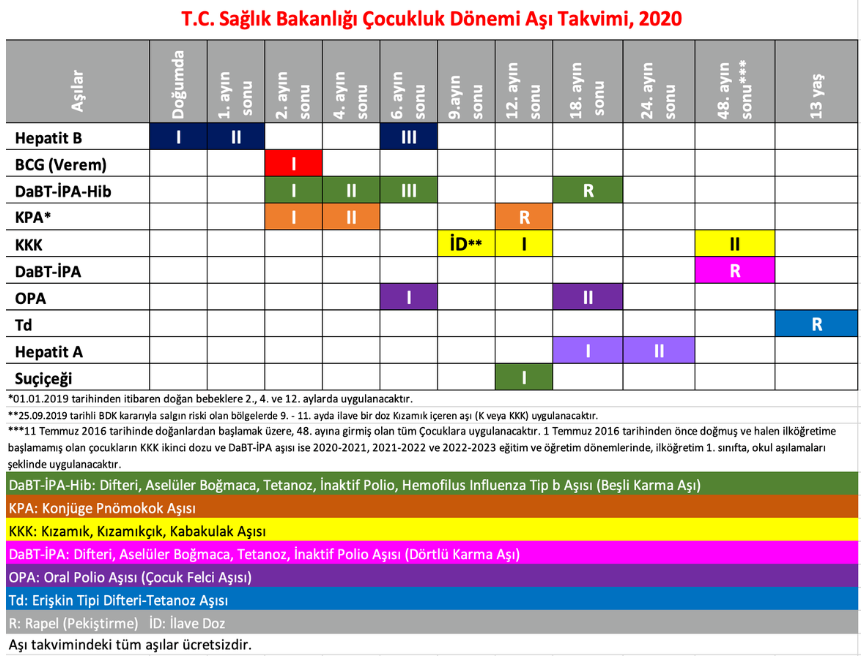 T.C. Sağlık Bakanlığı Çocukluk Dönemi Aşı Takvimi, 2020
Aşılar Doğumda 1. ayın sonu 2. ayın sonu 4. ayın sonu 6. ayın sonu 9.ayın sonu 12. ayın sonu 18. ayın sonu 24. ayın sonu 48. ayın sonu*** 13 yaş
Hepatit B I II III
BCG (Verem) I
DaBT-İPA-Hib I II III R
KPA* I II R
KKK İD** I II
DaBT-İPA R
OPA I II
Td R
Hepatit A I II
Suçiçeği I
*01.01.2019 tarihinden itibaren doğan bebeklere 2., 4. ve 12. aylarda uygulanacaktır.
**25.09.2019 tarihli BDK kararıyla salgın riski olan bölgelerde 9. - 11. ayda ilave bir doz Kızamık içeren aşı (K veya KKK) uygulanacaktır.
***11 Temmuz 2016 tarihinde doğanlardan başlamak üzere, 48. ayına girmiş olan tüm Çocuklara uygulanacaktır. 1 Temmuz 2016 tarihinden önce doğmuş ve halen ilköğretime
başlamamış olan çocukların KKK ikinci dozu ve DaBT-İPA aşısı ise 2020-2021, 2021-2022 ve 2022-2023 eğitim ve öğretim dönemlerinde, ilköğretim 1. sınıfta, okul aşılamaları
şeklinde uygulanacaktır.
DaBT-İPA-Hib: Difteri, Aselüler Boğmaca, Tetanoz, İnaktif Polio, Hemofilus Influenza Tip b Aşısı (Beşli Karma Aşı)
KPA: Konjüge Pnömokok Aşısı
KKK: Kızamık, Kızamıkçık, Kabakulak Aşısı
DaBT-İPA: Difteri, Aselüler Boğmaca, Tetanoz, İnaktif Polio Aşısı (Dörtlü Karma Aşı)
OPA: Oral Polio Aşısı (Çocuk Felci Aşısı)
Td: Erişkin Tipi Difteri-Tetanoz Aşısı
R: Rapel (Pekiştirme) İD: İlave Doz
Aşı takvimindeki tüm aşılar ücretsizdir.